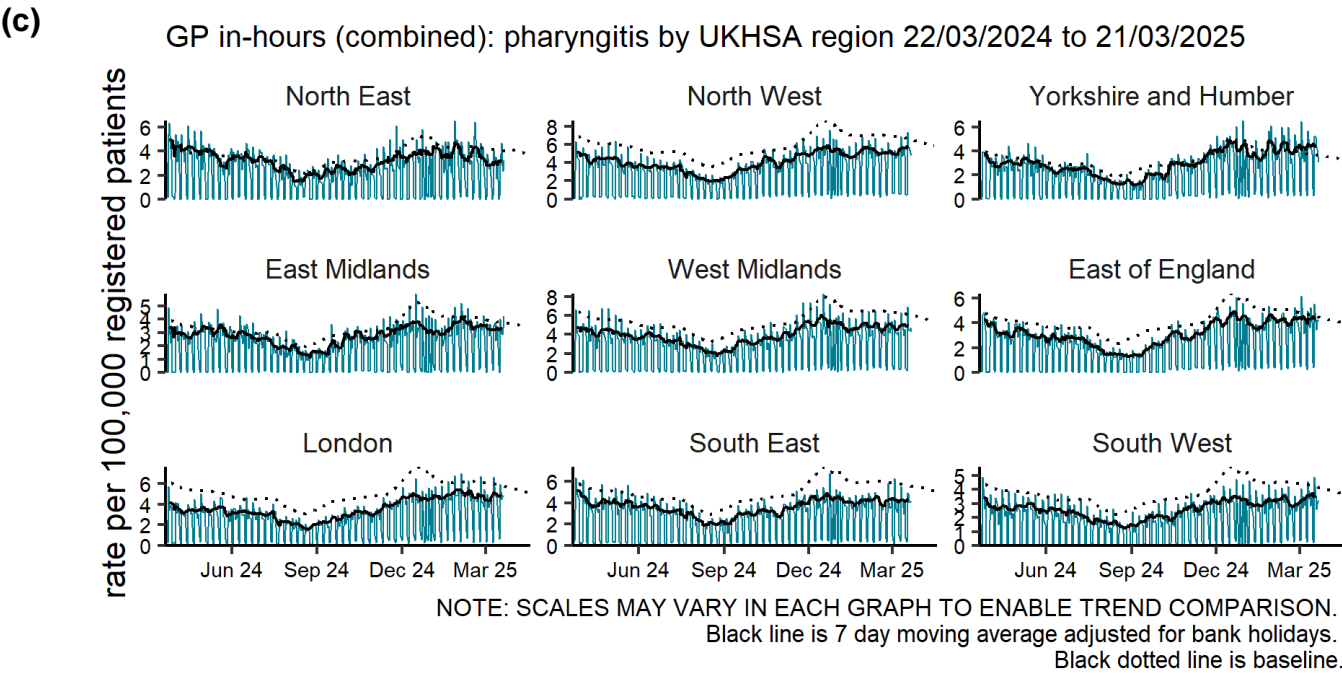 (c)
GP in-hours (combined): pharyngitis by UKHSA region 22/03/2024 to 21/03/2025
rate per 100,000 registered patients
North East
6
4
2
0
North West
8
6
4
2
0
Yorkshire and Humber
6
4
2
0
East Midlands
5
4
3
2
1
0
West Midlands
8
6
4
2
0
East of England
6
4
2
0
London
6
4
2
0
Jun 24 Sep 24 Dec 24 Mar 25
South East
6
4
2
0
Jun 24 Sep 24 Dec 24 Mar 25
South West
5
4
3
2
1
0
Jun 24 Sep 24 Dec 24 Mar 25
NOTE: SCALES MAY VARY IN EACH GRAPH TO ENABLE TREND COMPARISON.
Black line is 7 day moving average adjusted for bank holidays.
Black dotted line is baseline.